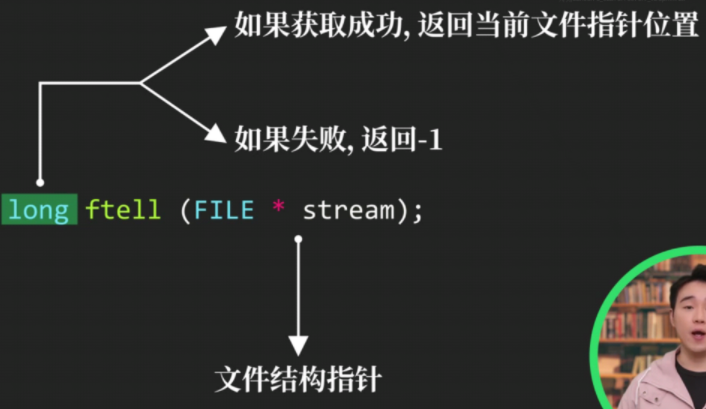 如果获取成功, 返回当前文件指针位置
如果失败, 返回-1
long ftell (FILE * stream);
文件结构指针